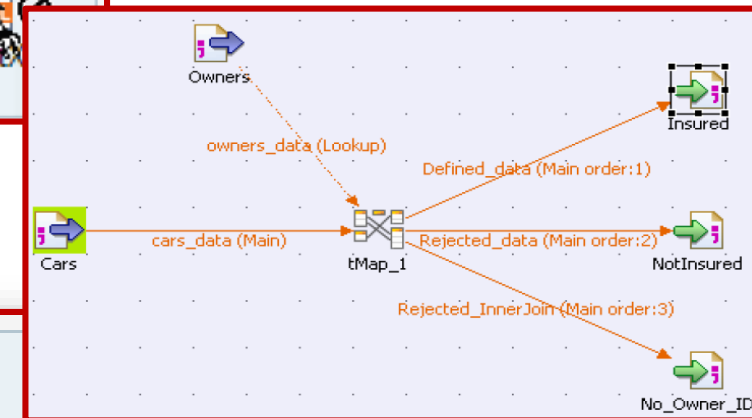 Owners
Insured
owners_data (Lookup)
Defined_data (Main order:1)
cars_data (Main)
Rejected_data (Main order:2)
Cars
tMap_1
NotInsured
Rejected_InnerJoin (Main order:3)
No_Owner_ID